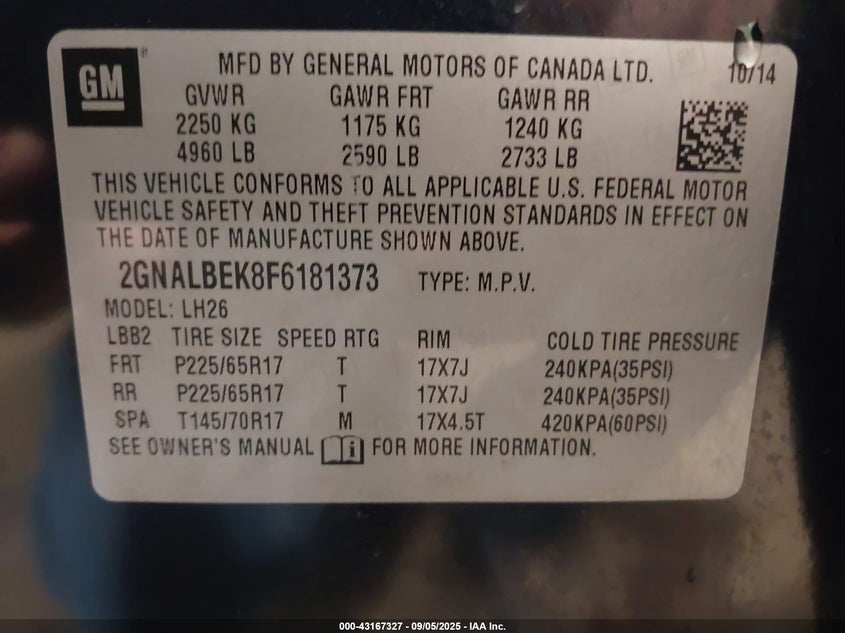 GM
MFD BY GENERAL MOTORS OF CANADA LTD. 10/14
GVWR GAWR FRT GAWR RR
2250 KG 1175 KG 1240 KG
4960 LB 2590 LB 2733 LB
THIS VEHICLE CONFORMS TO ALL APPLICABLE U.S. FEDERAL MOTOR
VEHICLE SAFETY AND THEFT PREVENTION STANDARDS IN EFFECT ON
THE DATE OF MANUFACTURE SHOWN ABOVE.
2GNALBEK8F6181373 TYPE: M.P.V.
MODEL: LH26
LBB2 TIRE SIZE SPEED RTG RIM COLD TIRE PRESSURE
FRT P225/65R17 T 17X7J 240KPA(35PSI)
RR P225/65R17 T 17X7J 240KPA(35PSI)
SPA T145/70R17 M 17X4.5T 420KPA(60PSI)
SEE OWNER'S MANUAL i FOR MORE INFORMATION.
000-43167327 - 09/05/2025 - IAA Inc.